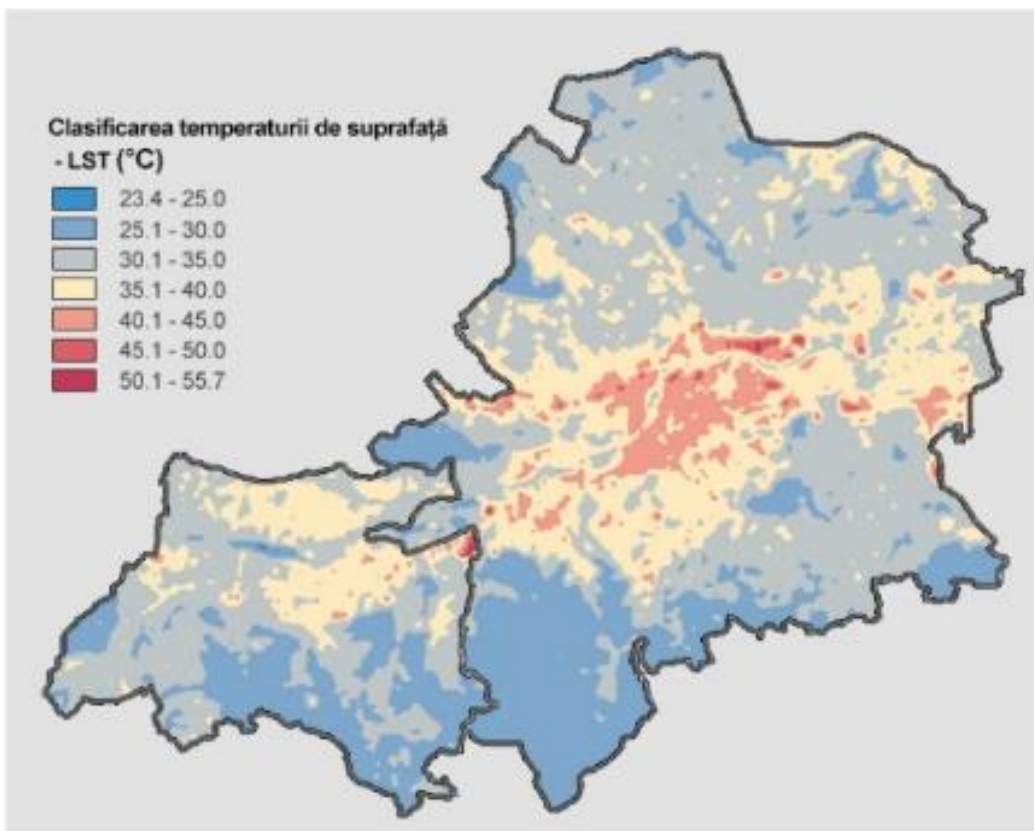 Clasificarea temperaturii de suprafață
- LST (°C)
23.4 - 25.0
25.1 - 30.0
30.1 - 35.0
35.1 - 40.0
40.1 - 45.0
45.1 - 50.0
50.1 - 55.7